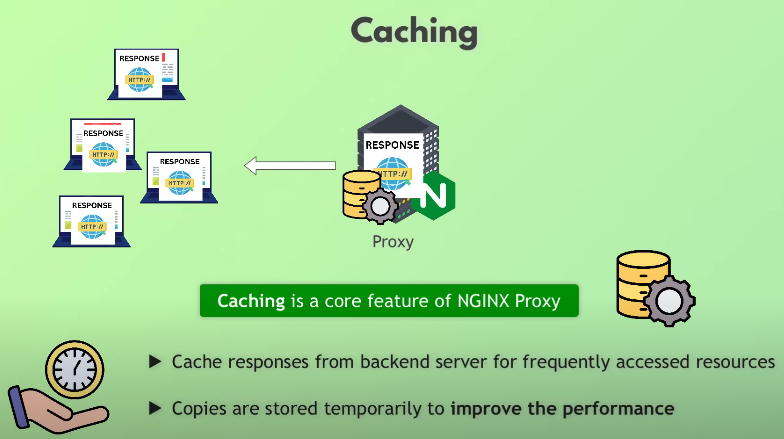 Caching
RESPONSE
HTTP://
RESPONSE
HTTP://
RESPONSE
HTTP://
RESPONSE
HTTP://
RESPONSE
HTTP://
N
Proxy
Caching is a core feature of NGINX Proxy
▶ Cache responses from backend server for frequently accessed resources
▶ Copies are stored temporarily to improve the performance